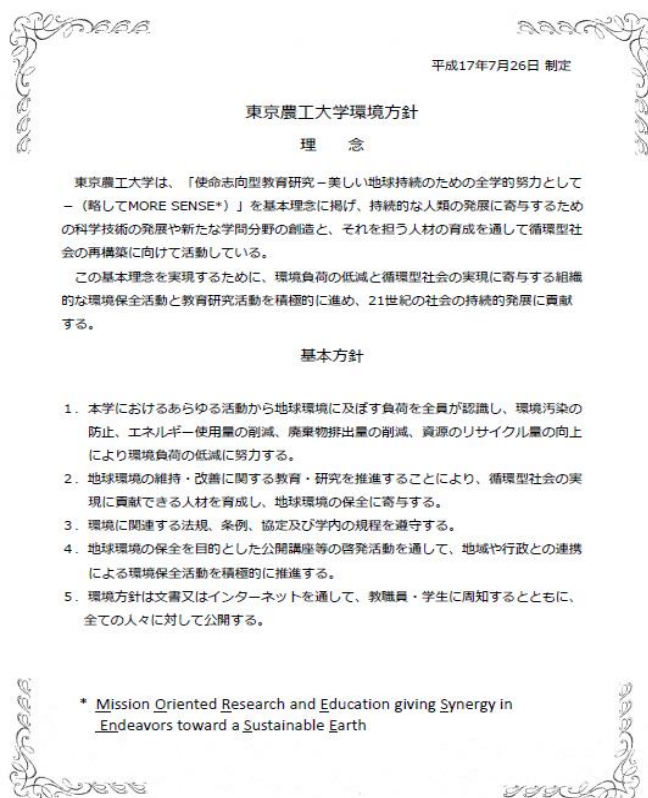 平成17年7月26日 制定
東京農工大学環境方針
理　念
東京農工大学は、「使命志向型教育研究－美しい地球持続のための全学的努力として
－（略してMORE SENSE*）」を基本理念に掲げ、持続的な人類の発展に寄与するため
の科学技術の発展や新たな学問分野の創造と、それを担う人材の育成を通して循環型社
会の再構築に向けて活動している。
この基本理念を実現するために、環境負荷の低減と循環型社会の実現に寄与する組織
的な環境保全活動と教育研究活動を積極的に進め、21世紀の社会の持続的発展に貢献
する。
基本方針
1．本学におけるあらゆる活動から地球環境に及ぼす負荷を全員が認識し、環境汚染の
防止、エネルギー使用量の削減、廃棄物排出量の削減、資源のリサイクル量の向上
により環境負荷の低減に努力する。
2．地球環境の維持・改善に関する教育・研究を推進することにより、循環型社会の実
現に貢献できる人材を育成し、地球環境の保全に寄与する。
3．環境に関連する法規、条例、協定及び学内の規程を遵守する。
4．地球環境の保全を目的とした公開講座等の啓発活動を通して、地域や行政との連携
による環境保全活動を積極的に推進する。
5．環境方針は文書又はインターネットを通して、教職員・学生に周知するとともに、
全ての人々に対して公開する。
* Mission Oriented Research and Education giving Synergy in
Endeavors toward a Sustainable Earth